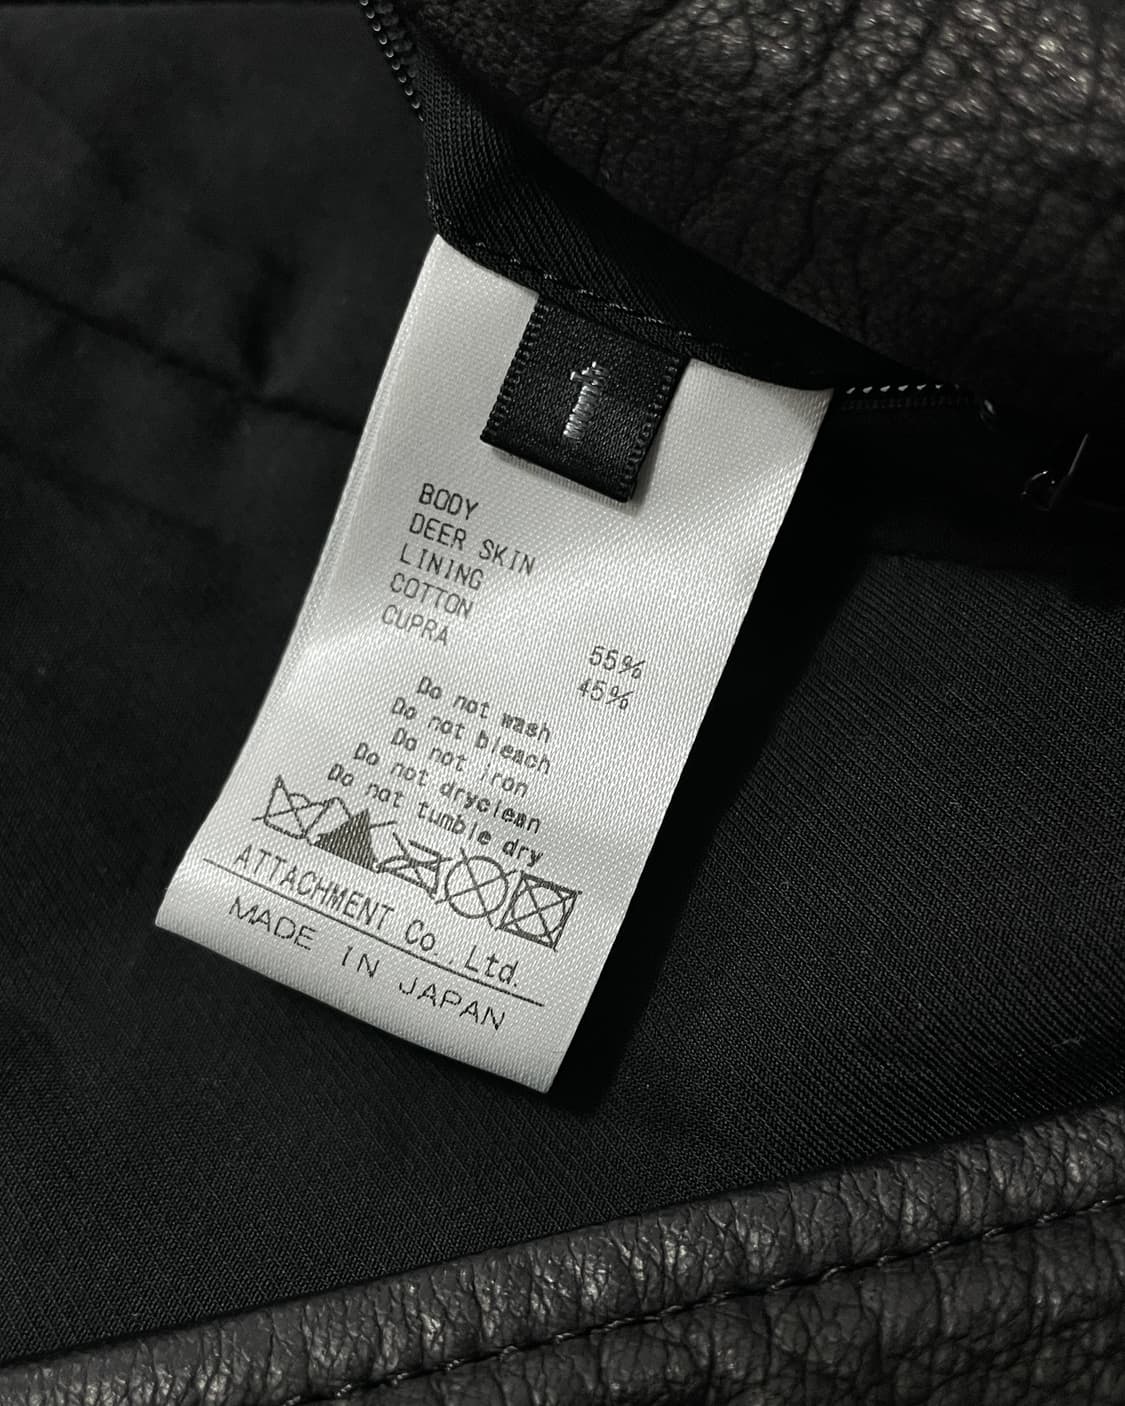 1
BODY
DEER SKIN
LINING
COTTON 55%
CUPRA 45%
Do not wash
Do not bleach
Do not iron
Do not dryclean
Do not tumble dry
ATTACHMENT Co.,Ltd.
MADE IN JAPAN